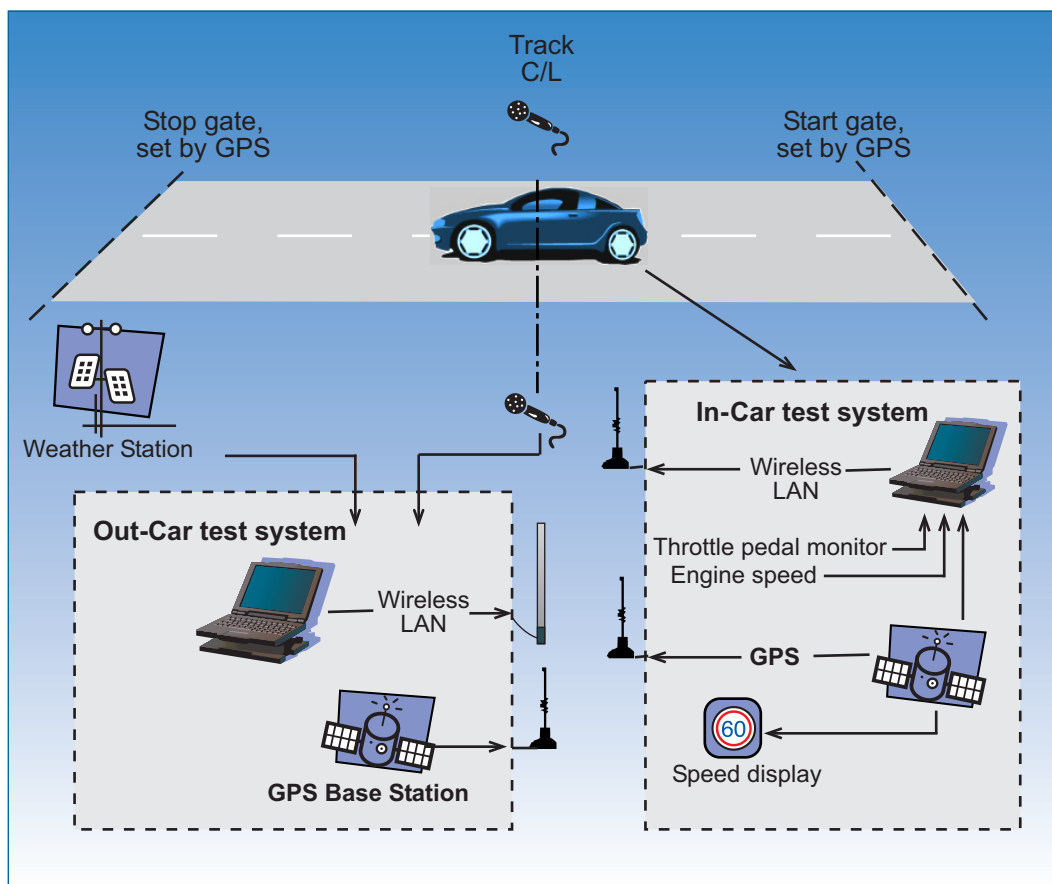 Track
C/L
Stop gate,
set by GPS
Start gate,
set by GPS
Weather Station
In-Car test system
Wireless
LAN
Throttle pedal monitor
Engine speed
GPS
60
Speed display
Out-Car test system
Wireless
LAN
GPS Base Station